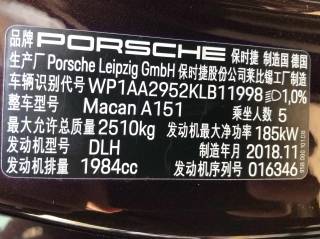 品牌 PORSCHE 保时捷 制造国 德国
生产厂 Porsche Leipzig GmbH 保时捷股份公司莱比锡工厂制造
车辆识别代号 WP1AA2952KLB11998 1,0%
整车型号 Macan A151 乘坐人数 5
最大允许总质量 2510kg 发动机最大净功率 185kW
发动机型号 DLH 制造年月 2018.11
发动机排量 1984cc 发动机序列号 016346